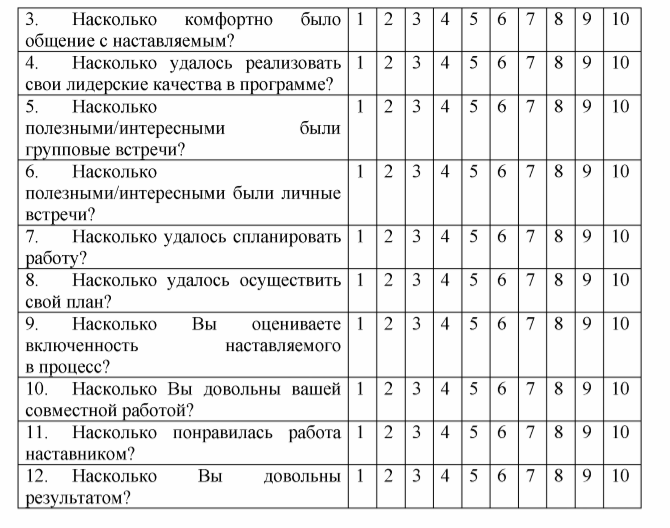 3. Насколько комфортно было 1 2 3 4 5 6 7 8 9 10
общение с наставляемым?
4. Насколько удалось реализовать 1 2 3 4 5 6 7 8 9 10
свои лидерские качества в программе?
5. Насколько 1 2 3 4 5 6 7 8 9 10
полезными/интересными были
групповые встречи?
6. Насколько 1 2 3 4 5 6 7 8 9 10
полезными/интересными были личные
встречи?
7. Насколько удалось спланировать 1 2 3 4 5 6 7 8 9 10
работу?
8. Насколько удалось осуществить 1 2 3 4 5 6 7 8 9 10
свой план?
9. Насколько Вы оцениваете 1 2 3 4 5 6 7 8 9 10
включенность наставляемого
в процесс?
10. Насколько Вы довольны вашей 1 2 3 4 5 6 7 8 9 10
совместной работой?
11. Насколько понравилась работа 1 2 3 4 5 6 7 8 9 10
наставником?
12. Насколько Вы довольны 1 2 3 4 5 6 7 8 9 10
результатом?